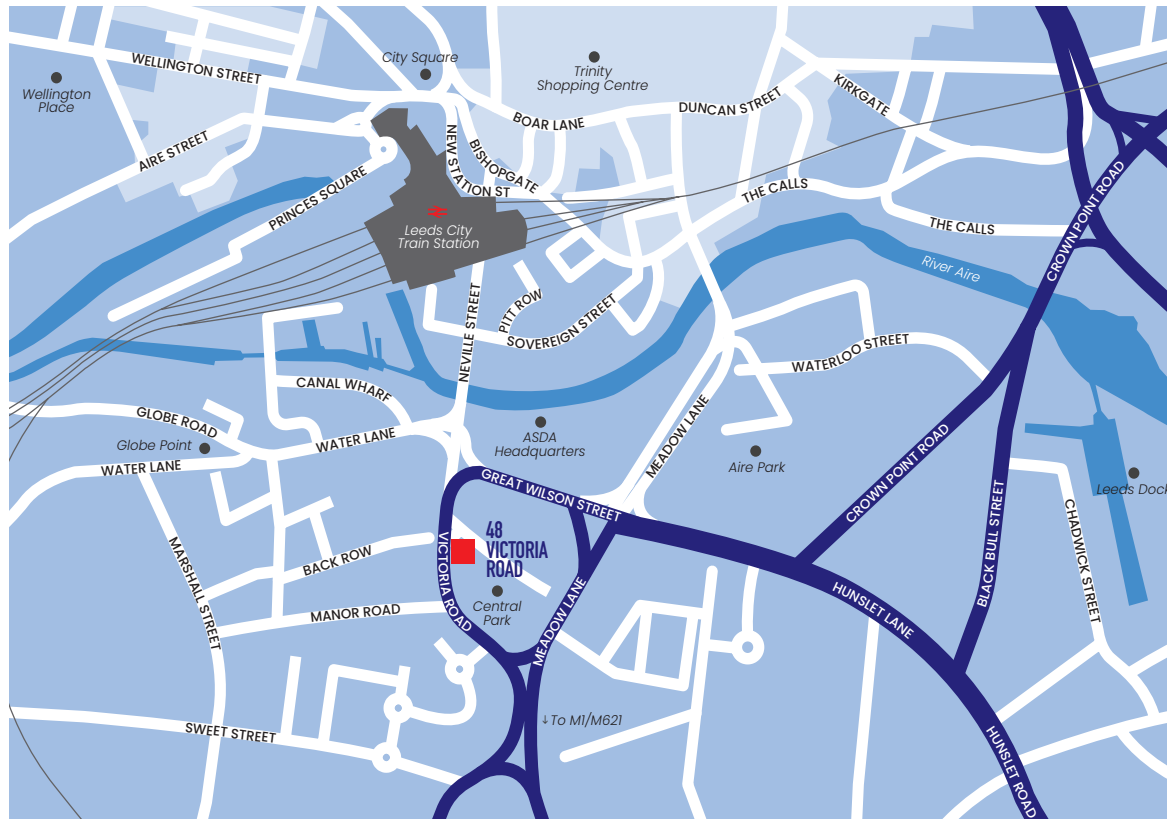 City Square
WELLINGTON STREET
Trinity
Shopping Centre
Wellington
Place
KIRKGATE
DUNCAN STREET
BOAR LANE
AIRE STREET
NEW STATION ST
BISHOPGATE
PRINCES SQUARE
THE CALLS
THE CALLS
CROWN POINT ROAD
Leeds City
Train Station
River Aire
PITT ROW
SOVEREIGN STREET
NEVILLE STREET
WATERLOO STREET
CANAL WHARF
GLOBE ROAD
MEADOW LANE
Globe Point
WATER LANE
ASDA
Headquarters
WATER LANE
Aire Park
CROWN POINT ROAD
Leeds Dock
GREAT WILSON STREET
BLACK BULL STREET
CHADWICK STREET
48
VICTORIA
ROAD
VICTORIA ROAD
BACK ROW
MARSHALL STREET
Central
Park
MANOR ROAD
MEADOW LANE
HUNSLET LANE
↓To M1/M621
SWEET STREET
HUNSLET ROAD